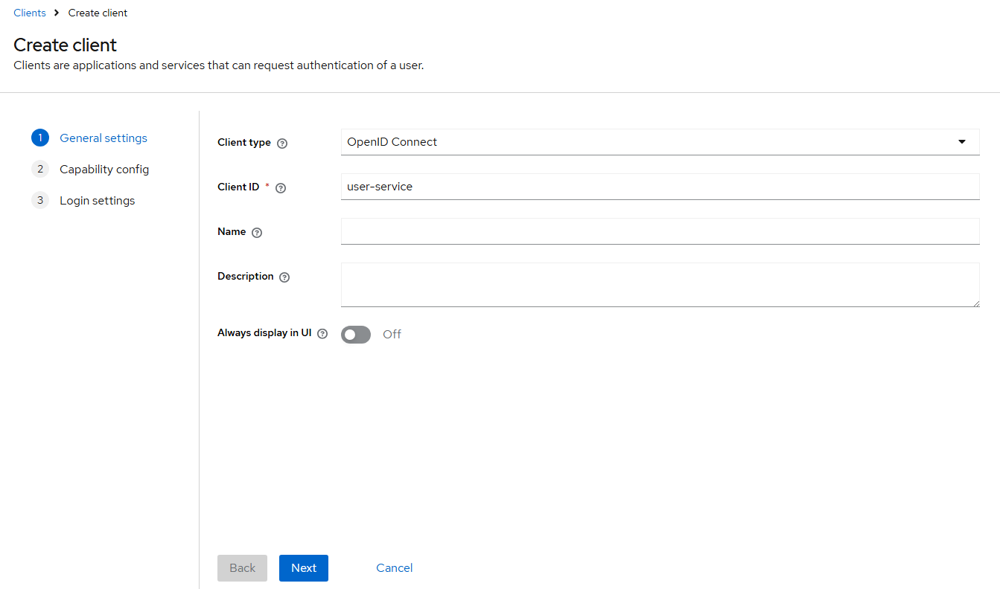 Clients > Create client
Create client
Clients are applications and services that can request authentication of a user.
1 General settings
2 Capability config
3 Login settings
Client type ?
OpenID Connect
Client ID * ?
user-service
Name ?
Description ?
Always display in UI ? Off
Back Next Cancel